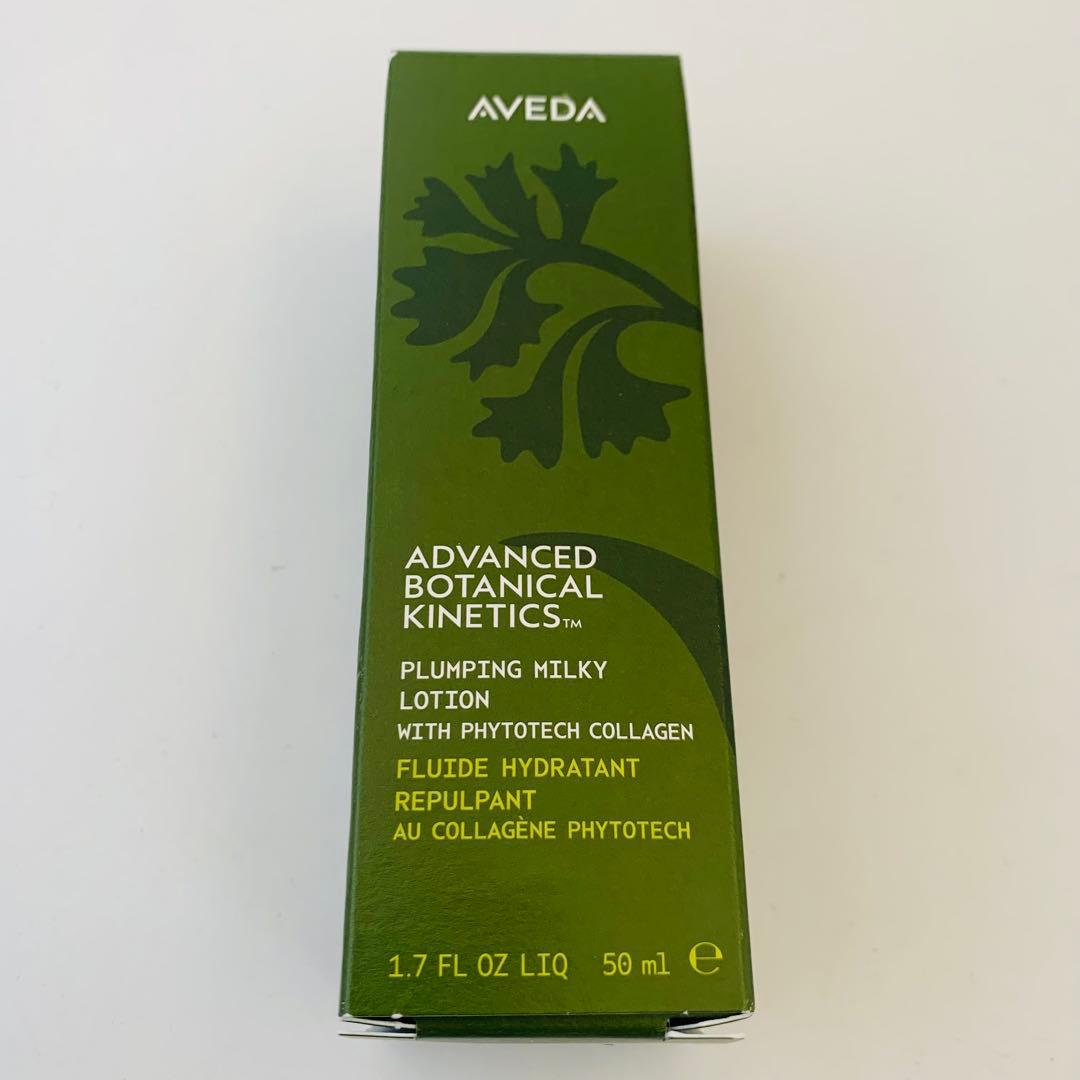 AVEDA
ADVANCED
BOTANICAL
KINETICS™
PLUMPING MILKY
LOTION
WITH PHYTOTECH COLLAGEN
FLUIDE HYDRATANT
REPULPANT
AU COLLAGÈNE PHYTOTECH
1.7 FL OZ LIQ 50 ml ℮